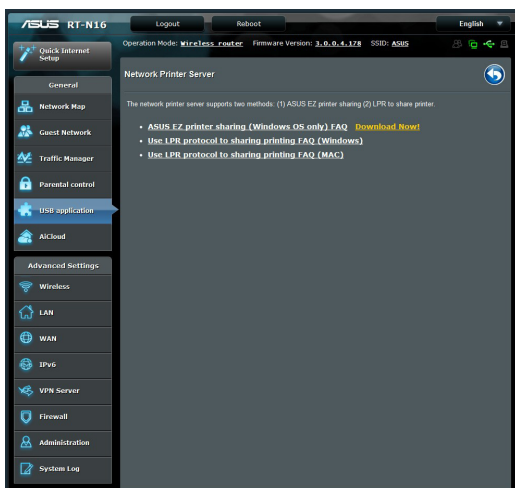 ASUS RT-N16
Logout
Reboot
English
Operation Mode: Wireless router Firmware Version: 3.0.0.4.178 SSID: ASUS
Quick Internet
Setup
General
Network Map
Guest Network
Traffic Manager
Parental control
USB application
AiCloud
Advanced Settings
Wireless
LAN
WAN
IPv6
VPN Server
Firewall
Administration
System Log
Network Printer Server
The network printer server supports two methods: (1) ASUS EZ printer sharing (2) LPR to share printer.
• ASUS EZ printer sharing (Windows OS only) FAQ Download Now!
• Use LPR protocol to sharing printing FAQ (Windows)
• Use LPR protocol to sharing printing FAQ (MAC)